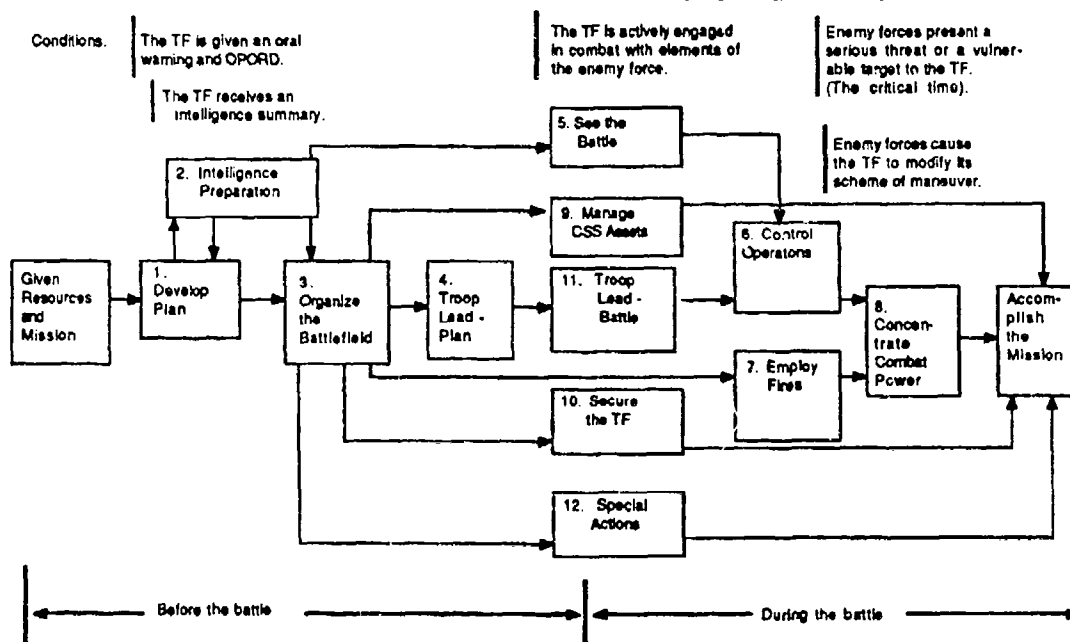 Conditions.
The TF is given an oral
warning and OPORD.
The TF receives an
intelligence summary.
The TF is actively engaged
in combat with elements of
the enemy force.
Enemy forces present a
serious threat or a vulner-
able target to the TF.
(The critical time).
Enemy forces cause
the TF to modify its
scheme of maneuver.
Given
Resources
and
Mission
1.
Develop
Plan
2. Intelligence
Preparation
3.
Organize
the
Battlefield
4.
Troop
Lead -
Plan
5. See the
Battle
9. Manage
CSS Assets
11. Troop
Lead -
Battle
10. Secure
the TF
12. Special
Actions
6. Control
Operatons
7. Employ
Fires
8.
Concen-
trate
Combat
Power
Accom-
plish
the
Mission
Before the battle
During the battle